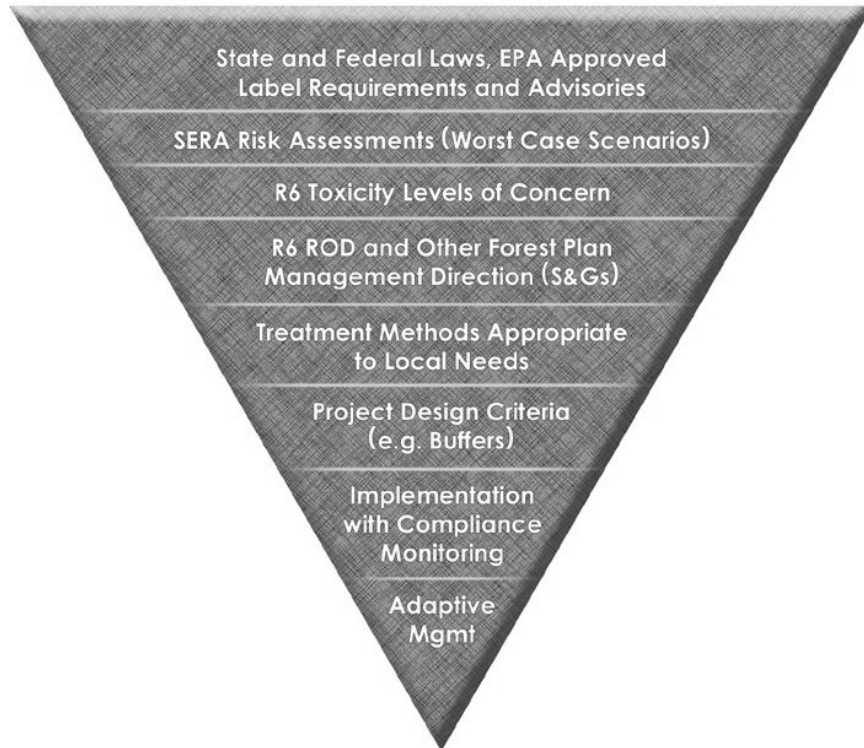 State and Federal Laws, EPA Approved
Label Requirements and Advisories
SERA Risk Assessments (Worst Case Scenarios)
R6 Toxicity Levels of Concern
R6 ROD and Other Forest Plan
Management Direction (S&Gs)
Treatment Methods Appropriate
to Local Needs
Project Design Criteria
(e.g. Buffers)
Implementation
with Compliance
Monitoring
Adaptive
Mgmt